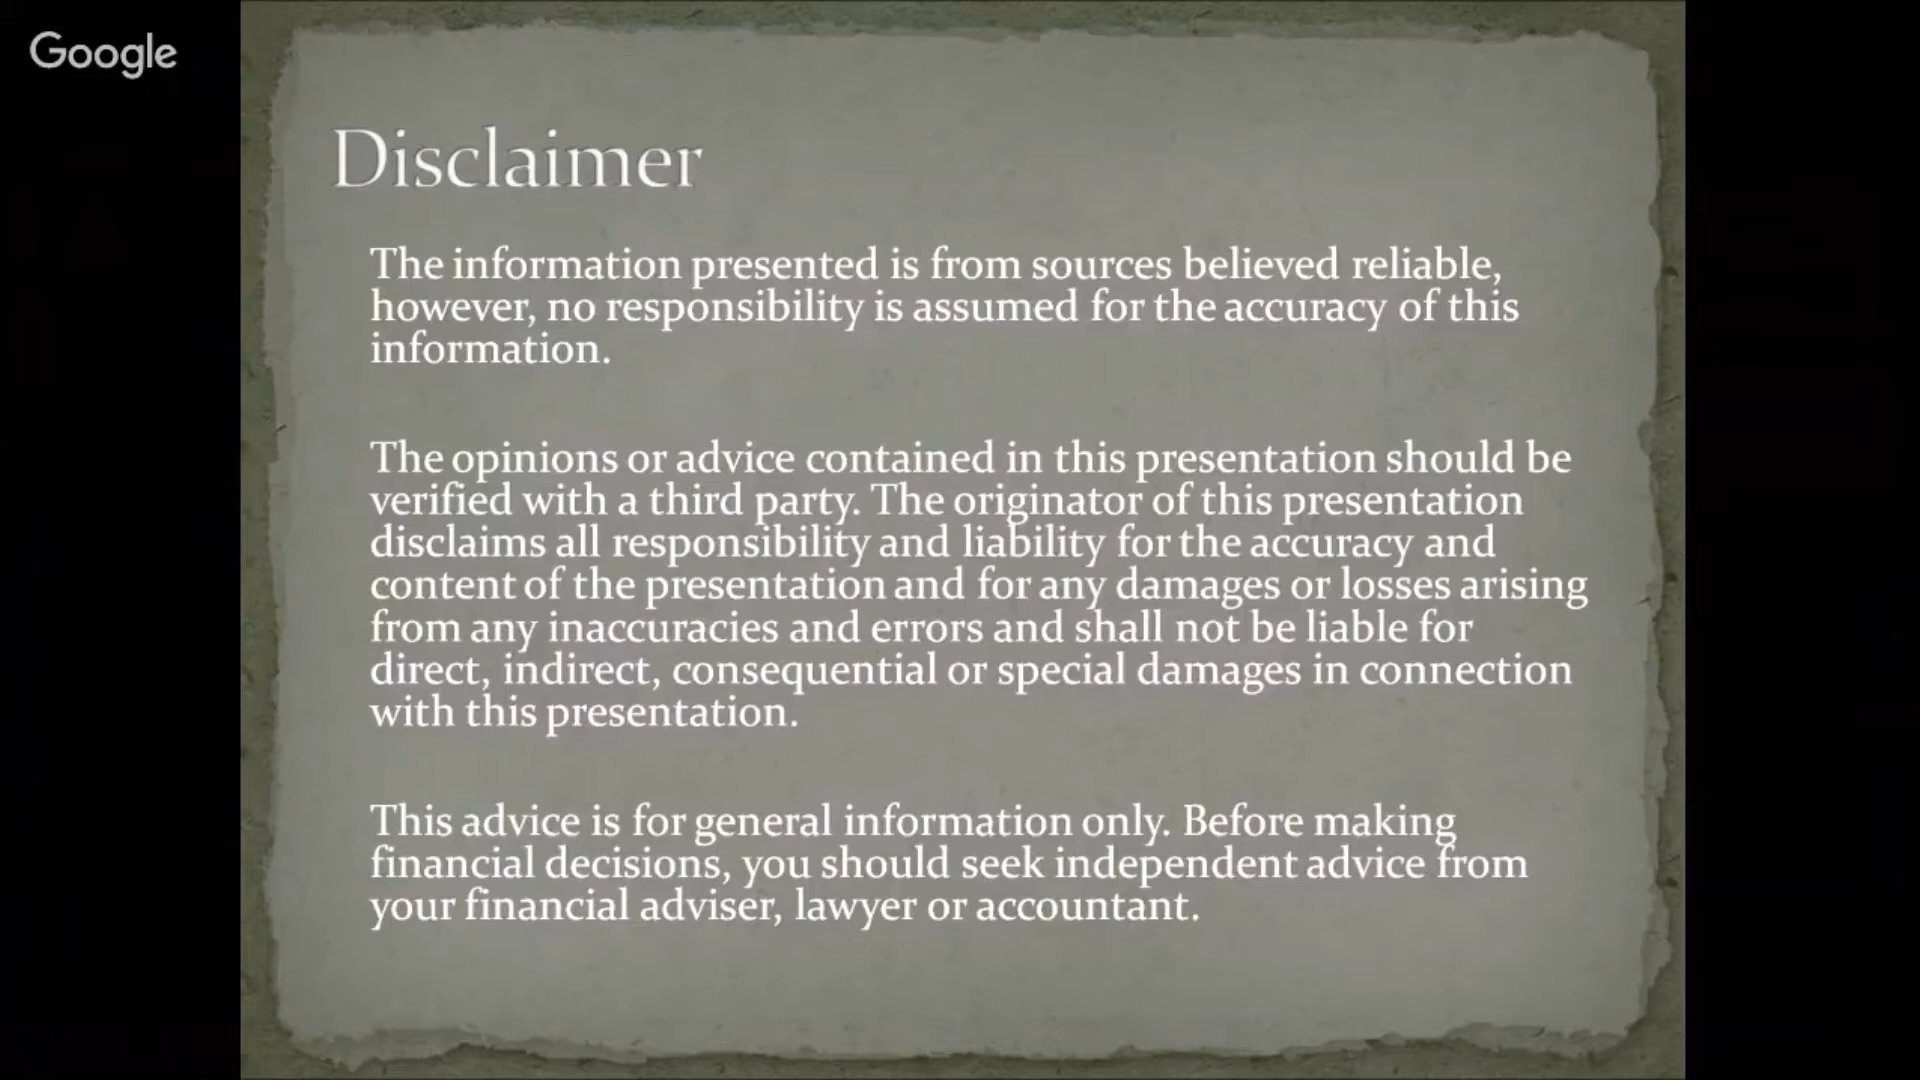 Google
Disclaimer
The information presented is from sources believed reliable,
however, no responsibility is assumed for the accuracy of this
information.
The opinions or advice contained in this presentation should be
verified with a third party. The originator of this presentation
disclaims all responsibility and liability for the accuracy and
content of the presentation and for any damages or losses arising
from any inaccuracies and errors and shall not be liable for
direct, indirect, consequential or special damages in connection
with this presentation.
This advice is for general information only. Before making
financial decisions, you should seek independent advice from
your financial adviser, lawyer or accountant.